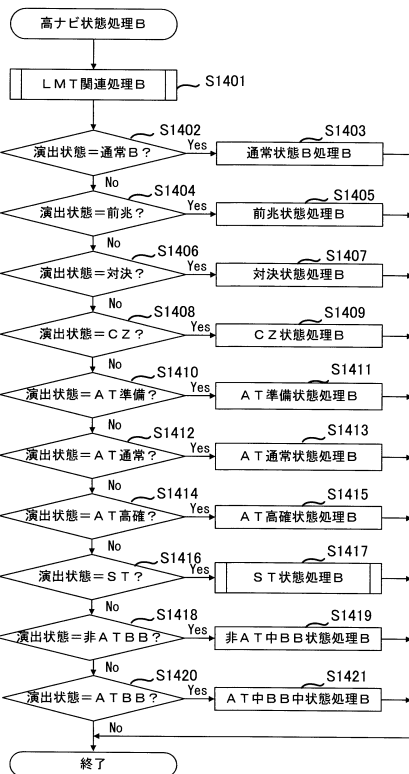 高ナビ状態処理B
LMT関連処理B
S1401
演出状態=通常B?
S1402
Yes
通常状態B処理B
S1403
No
演出状態=前兆?
S1404
Yes
前兆状態処理B
S1405
No
演出状態=対決?
S1406
Yes
対決状態処理B
S1407
No
演出状態=CZ?
S1408
Yes
CZ状態処理B
S1409
No
演出状態=AT準備?
S1410
Yes
AT準備状態処理B
S1411
No
演出状態=AT通常?
S1412
Yes
AT通常状態処理B
S1413
No
演出状態=AT高確?
S1414
Yes
AT高確状態処理B
S1415
No
演出状態=ST?
S1416
Yes
ST状態処理B
S1417
No
演出状態=非ATBB?
S1418
Yes
非AT中BB状態処理B
S1419
No
演出状態=ATBB?
S1420
Yes
AT中BB中状態処理B
S1421
No
終了